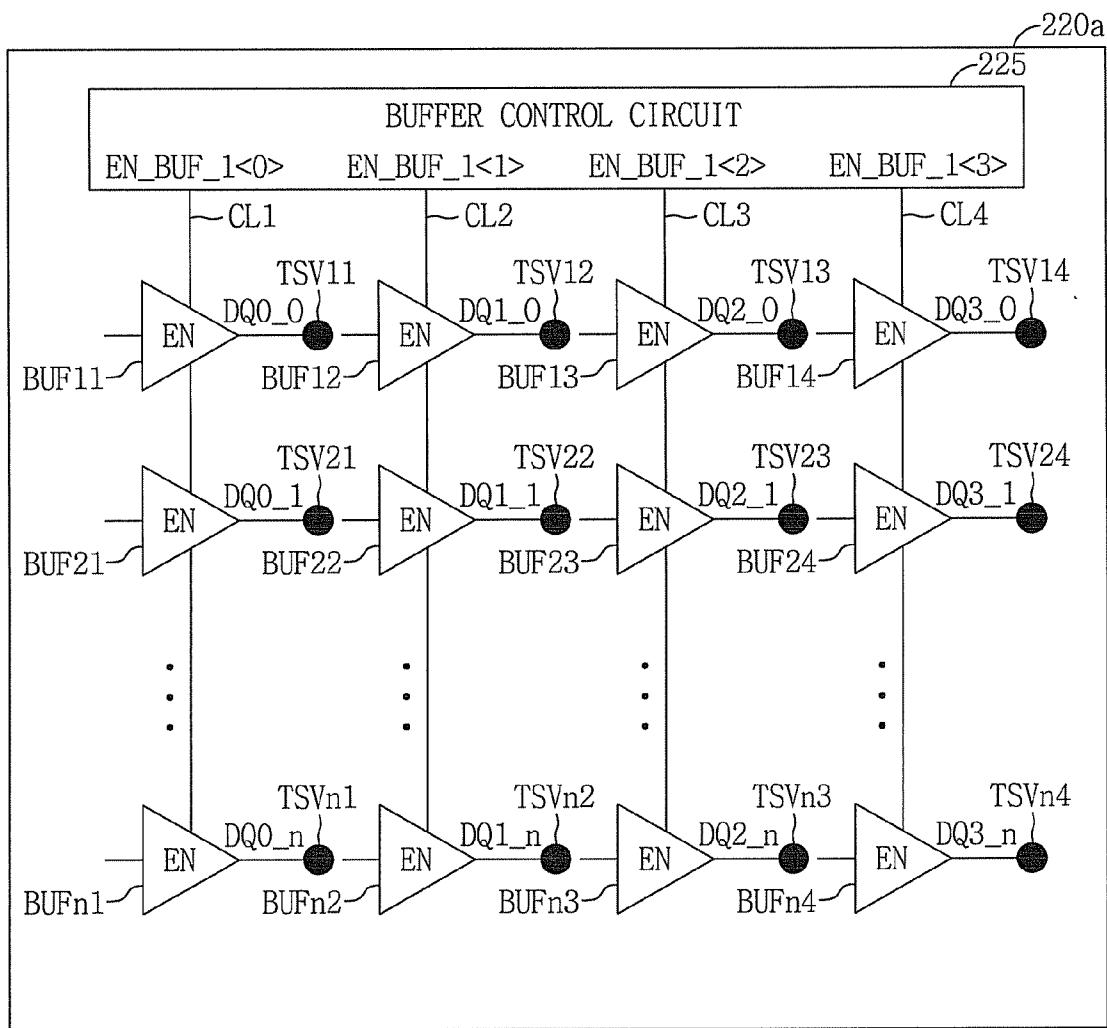 220a
225
BUFFER CONTROL CIRCUIT
EN_BUF_1<0> EN_BUF_1<1> EN_BUF_1<2> EN_BUF_1<3>
CL1 CL2 CL3 CL4
TSV11 TSV12 TSV13 TSV14
DQ0_0 DQ1_0 DQ2_0 DQ3_0
EN EN EN EN
BUF11 BUF12 BUF13 BUF14
TSV21 TSV22 TSV23 TSV24
DQ0_1 DQ1_1 DQ2_1 DQ3_1
EN EN EN EN
BUF21 BUF22 BUF23 BUF24
TSVn1 TSVn2 TSVn3 TSVn4
DQ0_n DQ1_n DQ2_n DQ3_n
EN EN EN EN
BUFn1 BUFn2 BUFn3 BUFn4